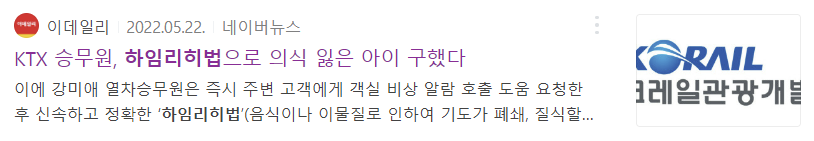 이데일리
이데일리 2022.05.22. 네이버뉴스
KTX 승무원, 하임리히법으로 의식 잃은 아이 구했다
이에 강미애 열차승무원은 즉시 주변 고객에게 객실 비상 알람 호출 도움 요청한
후 신속하고 정확한 ‘하임리히법’(음식이나 이물질로 인하여 기도가 폐쇄, 질식할...
KORAIL
코레일관광개발